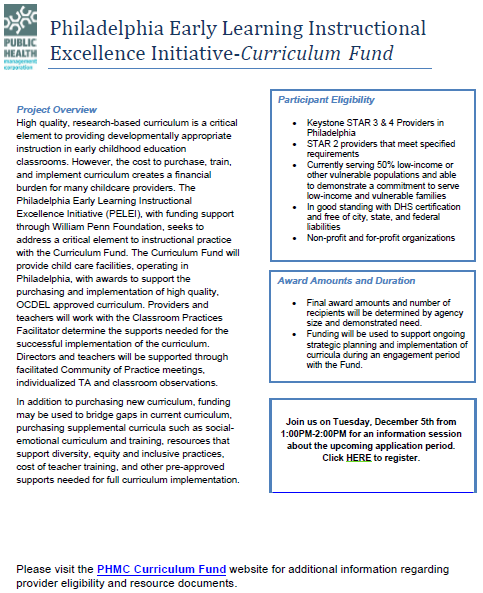 PUBLIC
HEALTH
management
corporation
Philadelphia Early Learning Instructional
Excellence Initiative-Curriculum Fund
Project Overview
High quality, research-based curriculum is a critical
element to providing developmentally appropriate
instruction in early childhood education
classrooms. However, the cost to purchase, train,
and implement curriculum creates a financial
burden for many childcare providers. The
Philadelphia Early Learning Instructional
Excellence Initiative (PELEI), with funding support
through William Penn Foundation, seeks to
address a critical element to instructional practice
with the Curriculum Fund. The Curriculum Fund will
provide child care facilities, operating in
Philadelphia, with awards to support the
purchasing and implementation of high quality,
OCDEL approved curriculum. Providers and
teachers will work with the Classroom Practices
Facilitator determine the supports needed for the
successful implementation of the curriculum.
Directors and teachers will be supported through
facilitated Community of Practice meetings,
individualized TA and classroom observations.
In addition to purchasing new curriculum, funding
may be used to bridge gaps in current curriculum,
purchasing supplemental curricula such as social-
emotional curriculum and training, resources that
support diversity, equity and inclusive practices,
cost of teacher training, and other pre-approved
supports needed for full curriculum implementation.
Participant Eligibility
• Keystone STAR 3 & 4 Providers in
Philadelphia
• STAR 2 providers that meet specified
requirements
• Currently serving 50% low-income or
other vulnerable populations and able
to demonstrate a commitment to serve
low-income and vulnerable families
• In good standing with DHS certification
and free of city, state, and federal
liabilities
• Non-profit and for-profit organizations
Award Amounts and Duration
• Final award amounts and number of
recipients will be determined by agency
size and demonstrated need.
• Funding will be used to support ongoing
strategic planning and implementation of
curricula during an engagement period
with the Fund.
Join us on Tuesday, December 5th from
1:00PM-2:00PM for an information session
about the upcoming application period.
Click HERE to register.
Please visit the PHMC Curriculum Fund website for additional information regarding
provider eligibility and resource documents.